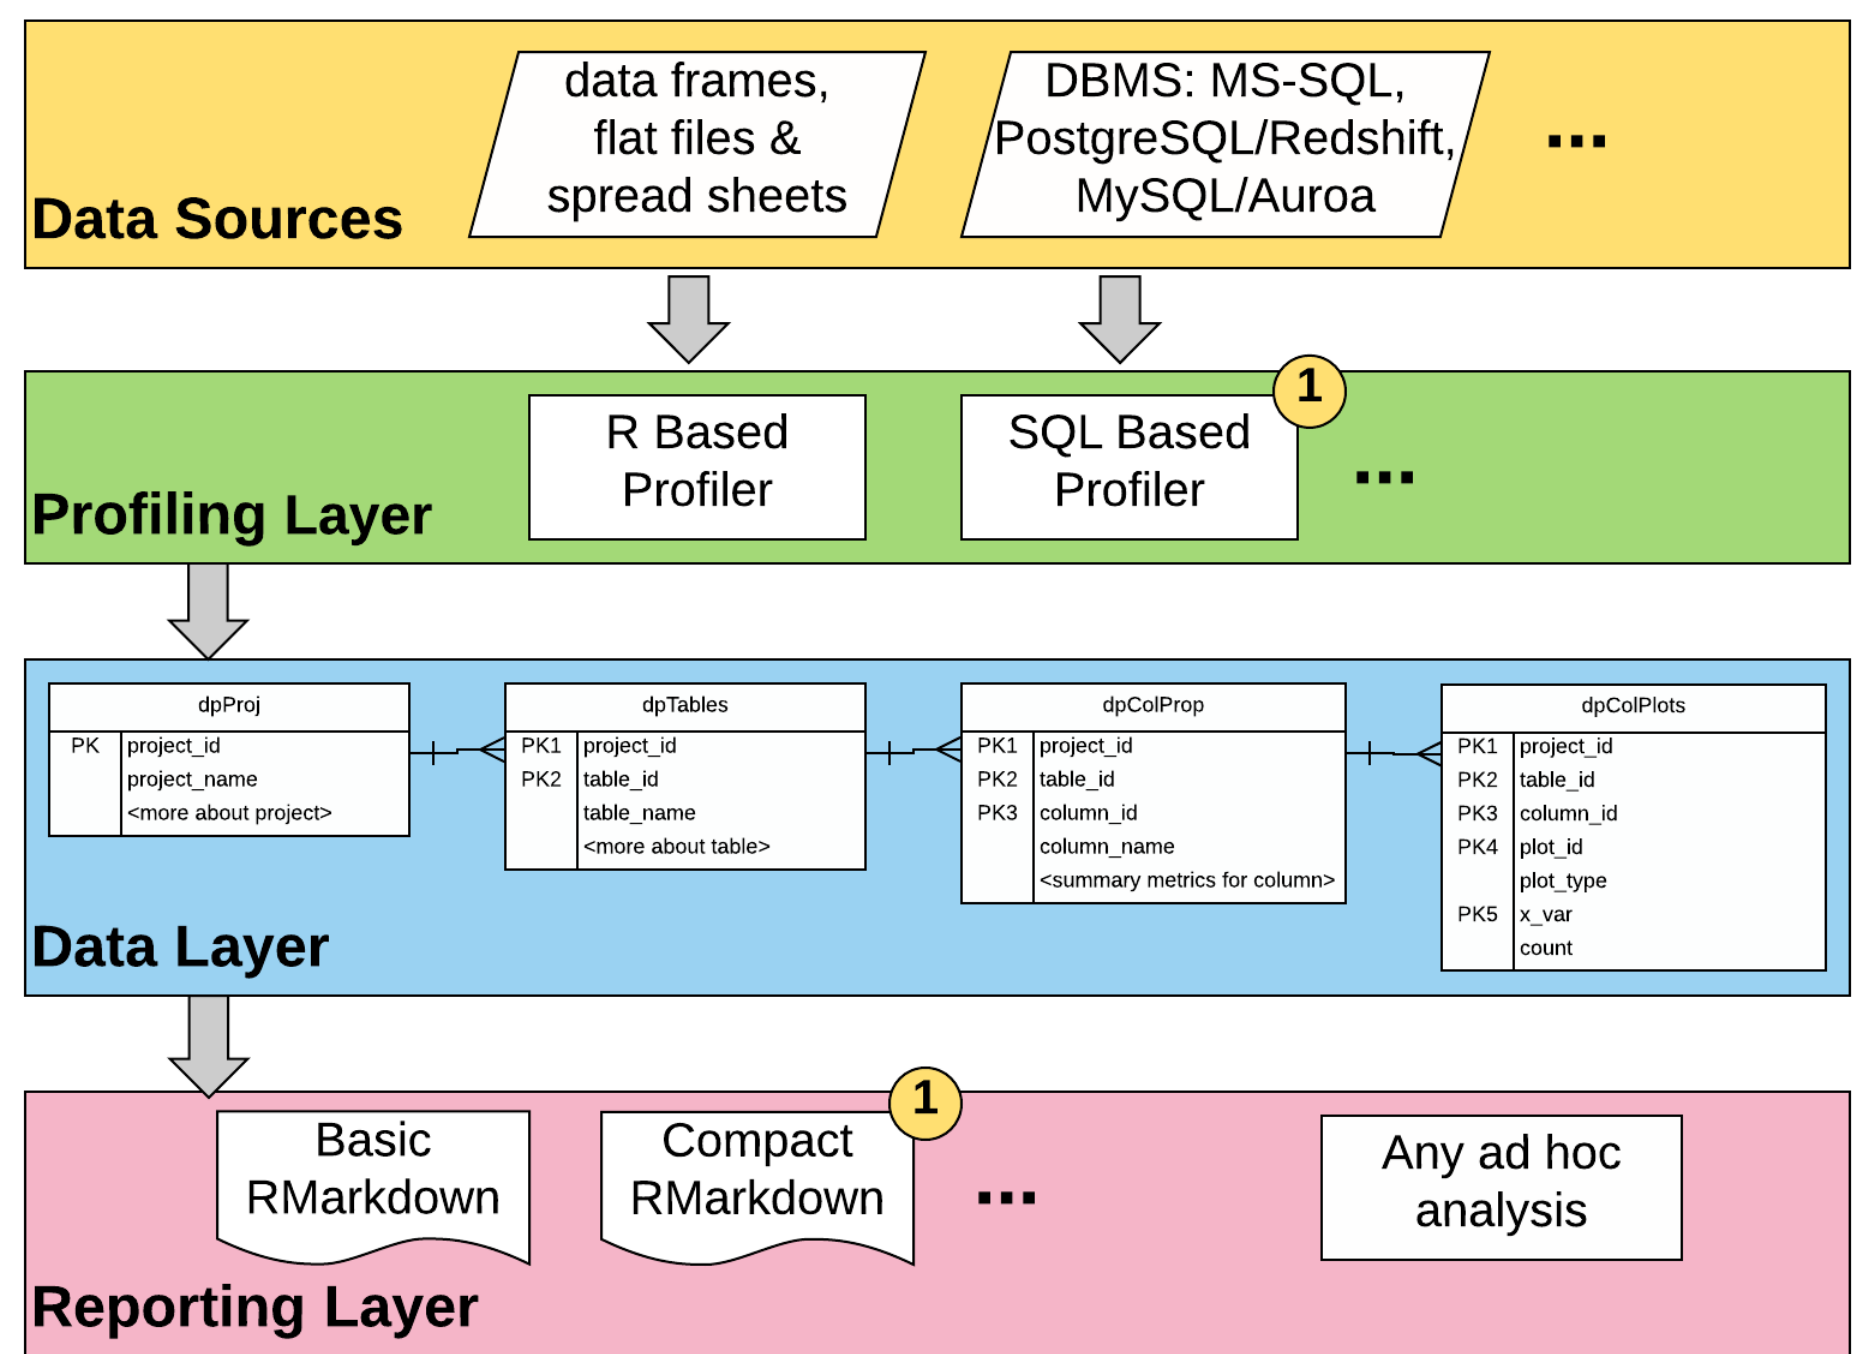 data frames,
flat files &
spread sheets
DBMS: MS-SQL,
PostgreSQL/Redshift,
MySQL/Auroa
...
Data Sources
R Based
Profiler
SQL Based
Profiler
1
...
Profiling Layer
dpProj
PK project_id
project_name
<more about project>
dpTables
PK1 project_id
PK2 table_id
table_name
<more about table>
dpColProp
PK1 project_id
PK2 table_id
PK3 column_id
column_name
<summary metrics for column>
dpColPlots
PK1 project_id
PK2 table_id
PK3 column_id
PK4 plot_id
plot_type
PK5 x_var
count
Data Layer
Basic
RMarkdown
Compact
RMarkdown
1
...
Any ad hoc
analysis
Reporting Layer